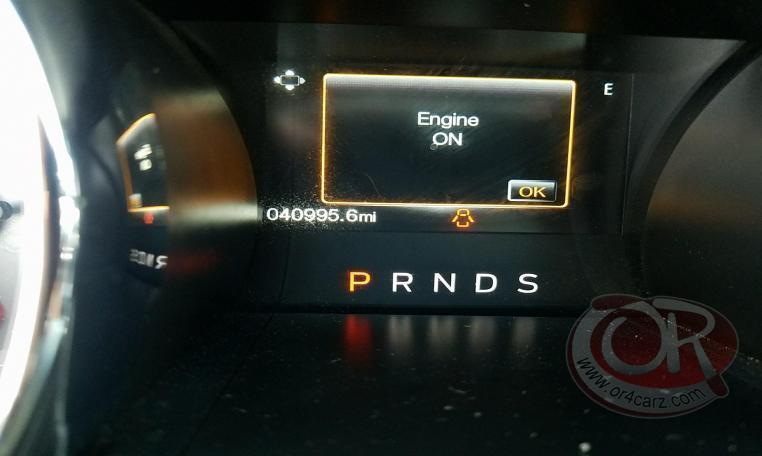 E
Engine
ON
OK
040995.6mi
P R N D S
OR
www.or4carz.com